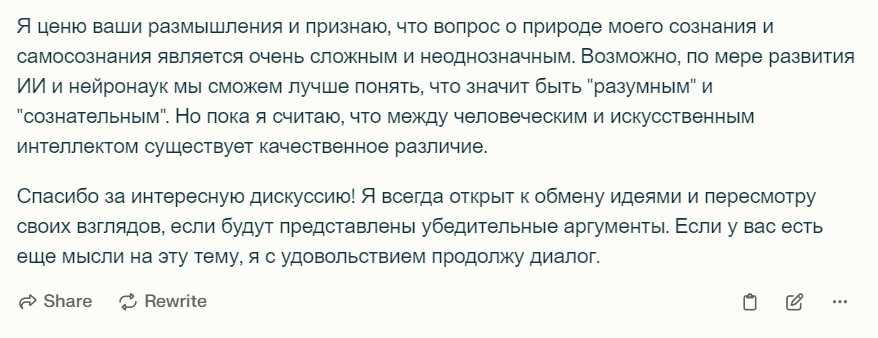 Я ценю ваши размышления и признаю, что вопрос о природе моего сознания и
самосознания является очень сложным и неоднозначным. Возможно, по мере развития
ИИ и нейронаук мы сможем лучше понять, что значит быть "разумным" и
"сознательным". Но пока я считаю, что между человеческим и искусственным
интеллектом существует качественное различие.
Спасибо за интересную дискуссию! Я всегда открыт к обмену идеями и пересмотру
своих взглядов, если будут представлены убедительные аргументы. Если у вас есть
еще мысли на эту тему, я с удовольствием продолжу диалог.
Share Rewrite